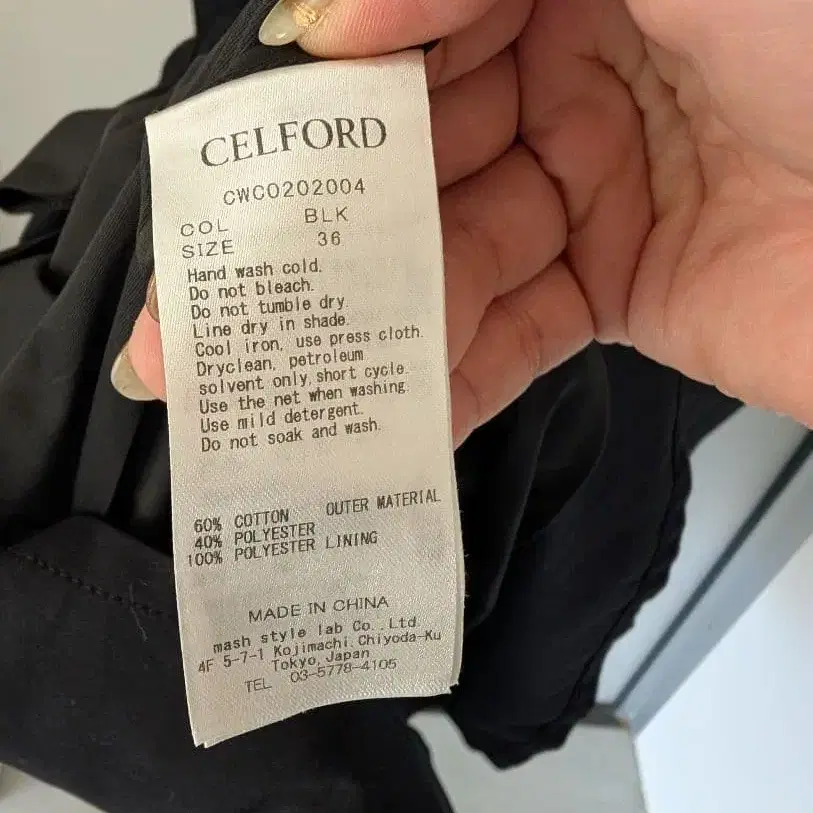 CELFORD
CWCO202004
COL BLK
SIZE 36
Hand wash cold.
Do not bleach.
Do not tumble dry.
Line dry in shade.
Cool iron, use press cloth.
Dryclean, petroleum
solvent only, short cycle.
Use the net when washing.
Use mild detergent.
Do not soak and wash.
60% COTTON OUTER MATERIAL
40% POLYESTER
100% POLYESTER LINING
MADE IN CHINA
mash style lab Co., Ltd.
4F 5-7-1 Kojimachi, Chiyoda-Ku
Tokyo, Japan
TEL 03-5778-4105